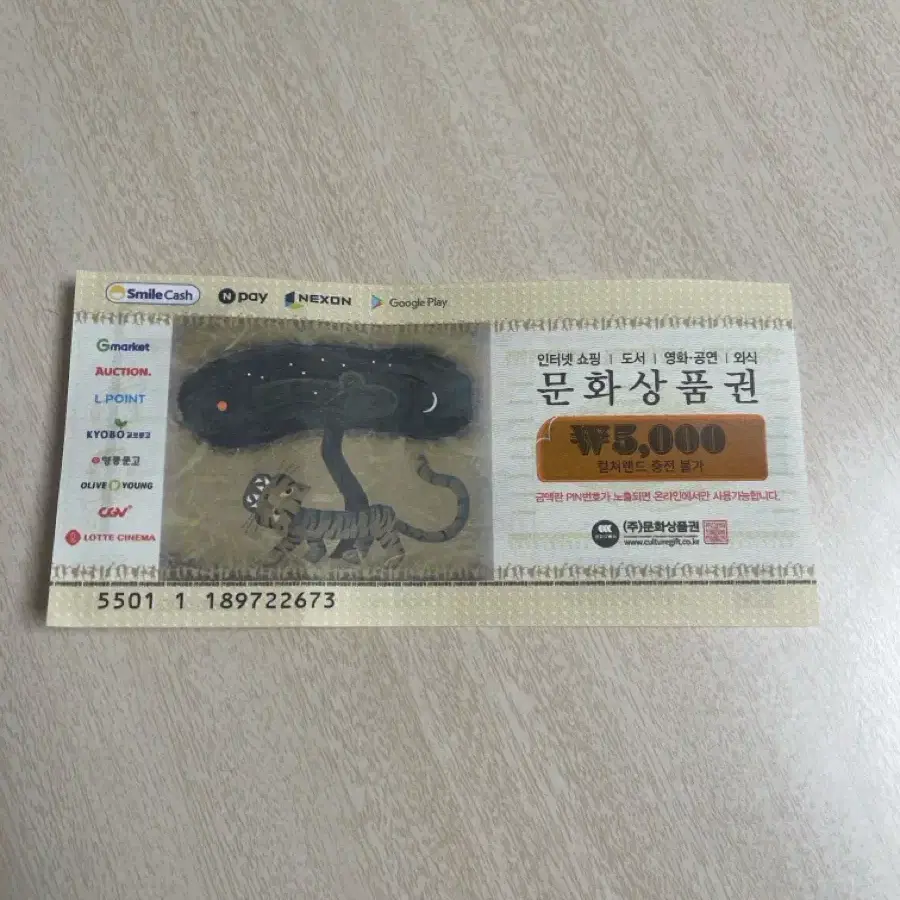 Smile Cash N pay NEXON Google Play
Gmarket
AUCTION.
L.POINT
KYOBO 교보문고
영풍문고
OLIVE YOUNG
CGV
LOTTE CINEMA
인터넷 쇼핑 | 도서 | 영화·공연 | 외식
문화상품권
₩5,000
컬쳐랜드 충전 불가
금액란 PIN번호가 노출되면 온라인에서만 사용가능합니다.
(주)문화상품권
www.culturegift.co.kr
5501 1 189722673